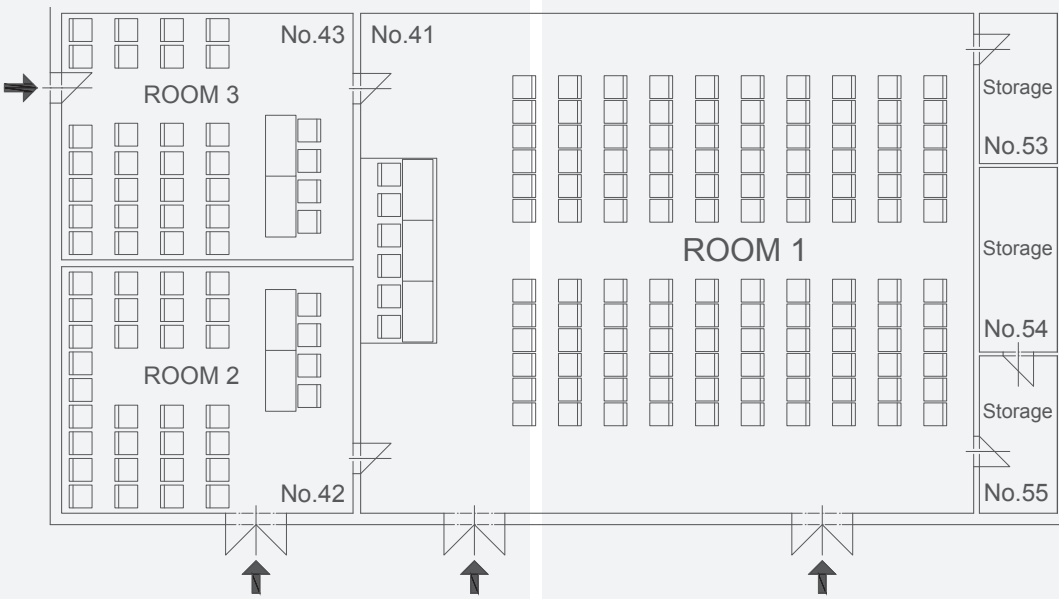 No.43
No.41
ROOM 3
Storage
No.53
ROOM 1
Storage
No.54
ROOM 2
Storage
No.42
No.55